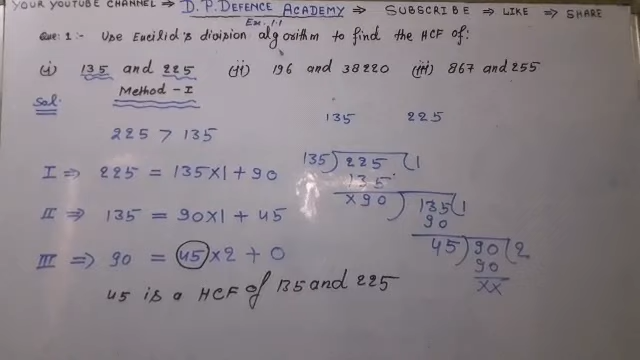 YOUR YOUTUBE CHANNEL ⇒ D.P. DEFENCE ACADEMY ⇒ SUBSCRIBE ⇒ LIKE ⇒ SHARE
Ex. 1.1
Que: 1 :- Use Euclid's division algorithm to find the HCF of:
(i) 135 and 225 (ii) 196 and 38220 (iii) 867 and 255
Sol: Method - I
135 225
225 > 135
I ⇒ 225 = 135×1 + 90
II ⇒ 135 = 90×1 + 45
III ⇒ 90 = 45×2 + 0
45 is a HCF of 135 and 225
135) 225 (1
135
×90) 135 (1
90
45) 90 (2
90
××